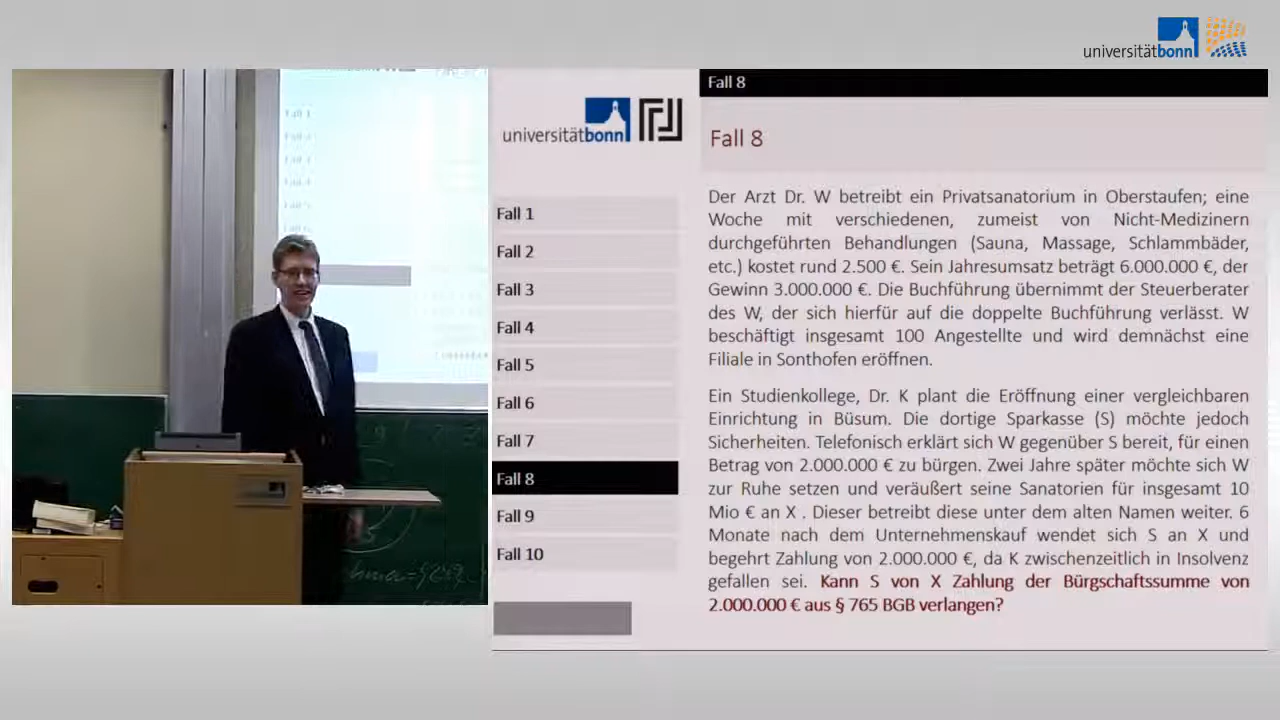 universitätbonn
Fall 8
universitätbonn
Fall 8
Der Arzt Dr. W betreibt ein Privatsanatorium in Oberstaufen; eine
Woche mit verschiedenen, zumeist von Nicht-Medizinern
durchgeführten Behandlungen (Sauna, Massage, Schlammbäder,
etc.) kostet rund 2.500 €. Sein Jahresumsatz beträgt 6.000.000 €, der
Gewinn 3.000.000 €. Die Buchführung übernimmt der Steuerberater
des W, der sich hierfür auf die doppelte Buchführung verlässt. W
beschäftigt insgesamt 100 Angestellte und wird demnächst eine
Filiale in Sonthofen eröffnen.
Ein Studienkollege, Dr. K plant die Eröffnung einer vergleichbaren
Einrichtung in Büsum. Die dortige Sparkasse (S) möchte jedoch
Sicherheiten. Telefonisch erklärt sich W gegenüber S bereit, für einen
Betrag von 2.000.000 € zu bürgen. Zwei Jahre später möchte sich W
zur Ruhe setzen und veräußert seine Sanatorien für insgesamt 10
Mio € an X . Dieser betreibt diese unter dem alten Namen weiter. 6
Monate nach dem Unternehmenskauf wendet sich S an X und
begehrt Zahlung von 2.000.000 €, da K zwischenzeitlich in Insolvenz
gefallen sei. Kann S von X Zahlung der Bürgschaftssumme von
2.000.000 € aus § 765 BGB verlangen?
Fall 1
Fall 2
Fall 3
Fall 4
Fall 5
Fall 6
Fall 7
Fall 8
Fall 9
Fall 10